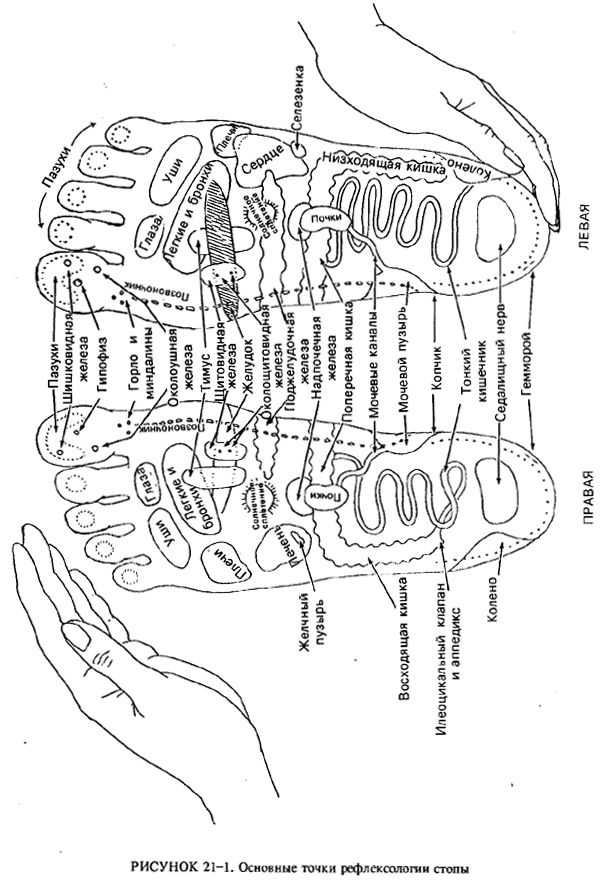 Пазухи
Уши
Глаза
Легкие и бронхи
Плечи
Сердце
Селезенка
Солнечное
сплетение
Низходящая кишка
Колено
Почки
Позвоночник
ЛЕВАЯ
Пазухи
Шишковидная
железа
Гипофиз
Горло и
миндалины
Околоушная
железа
Тимус
Щитовидная
железа
Желудок
Околощитовидная
железа
Поджелудочная
железа
Надпочечная
железа
Поперечная кишка
Мочевые каналы
Мочевой пузырь
Копчик
Тонкий
кишечник
Седалищный нерв
Гемморой
Позвоночник
Глаза
Уши
Легкие и
бронхи
Плечи
Солнечное
сплетение
Печень
Почки
ПРАВАЯ
Желчный
пузырь
Восходящая кишка
Илеоцикальный клапан
и аппедикс
Колено
РИСУНОК 21-1. Основные точки рефлексологии стопы